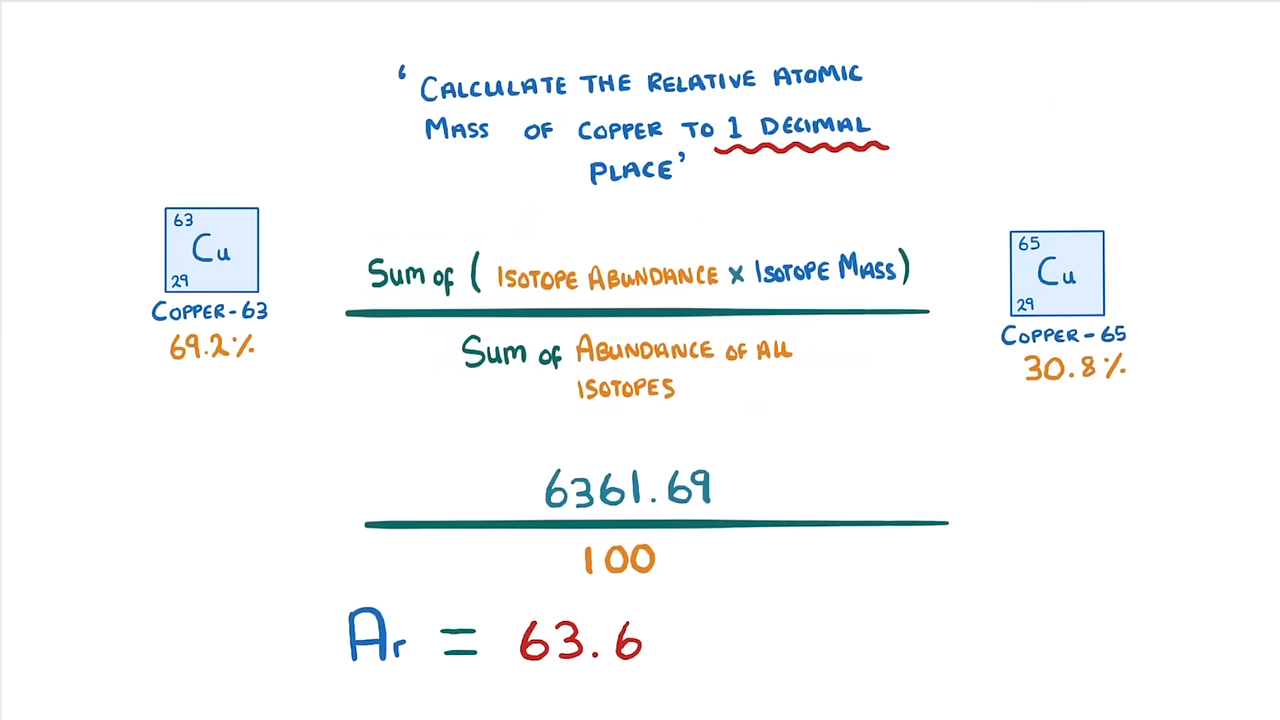 ‘CALCULATE THE RELATIVE ATOMIC
MASS OF COPPER TO 1 DECIMAL
PLACE’
63
Cu
29
COPPER-63
69.2%
Sum of (ISOTOPE ABUNDANCE x ISOTOPE MASS)
Sum of ABUNDANCE OF ALL
ISOTOPES
65
Cu
29
COPPER-65
30.8%
6361.69
100
Ar = 63.6